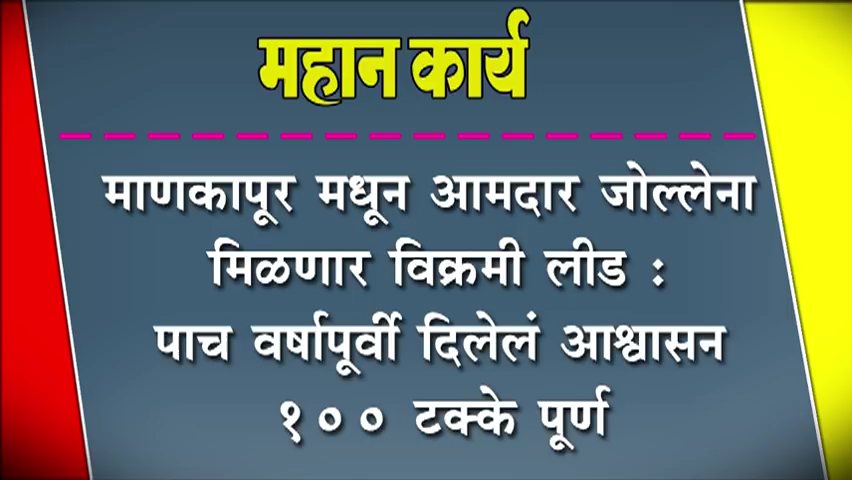 महान कार्य
माणकापूर मधून आमदार जोल्लेना
मिळणार विक्रमी लीड :
पाच वर्षापूर्वी दिलेलं आश्वासन
१०० टक्के पूर्ण